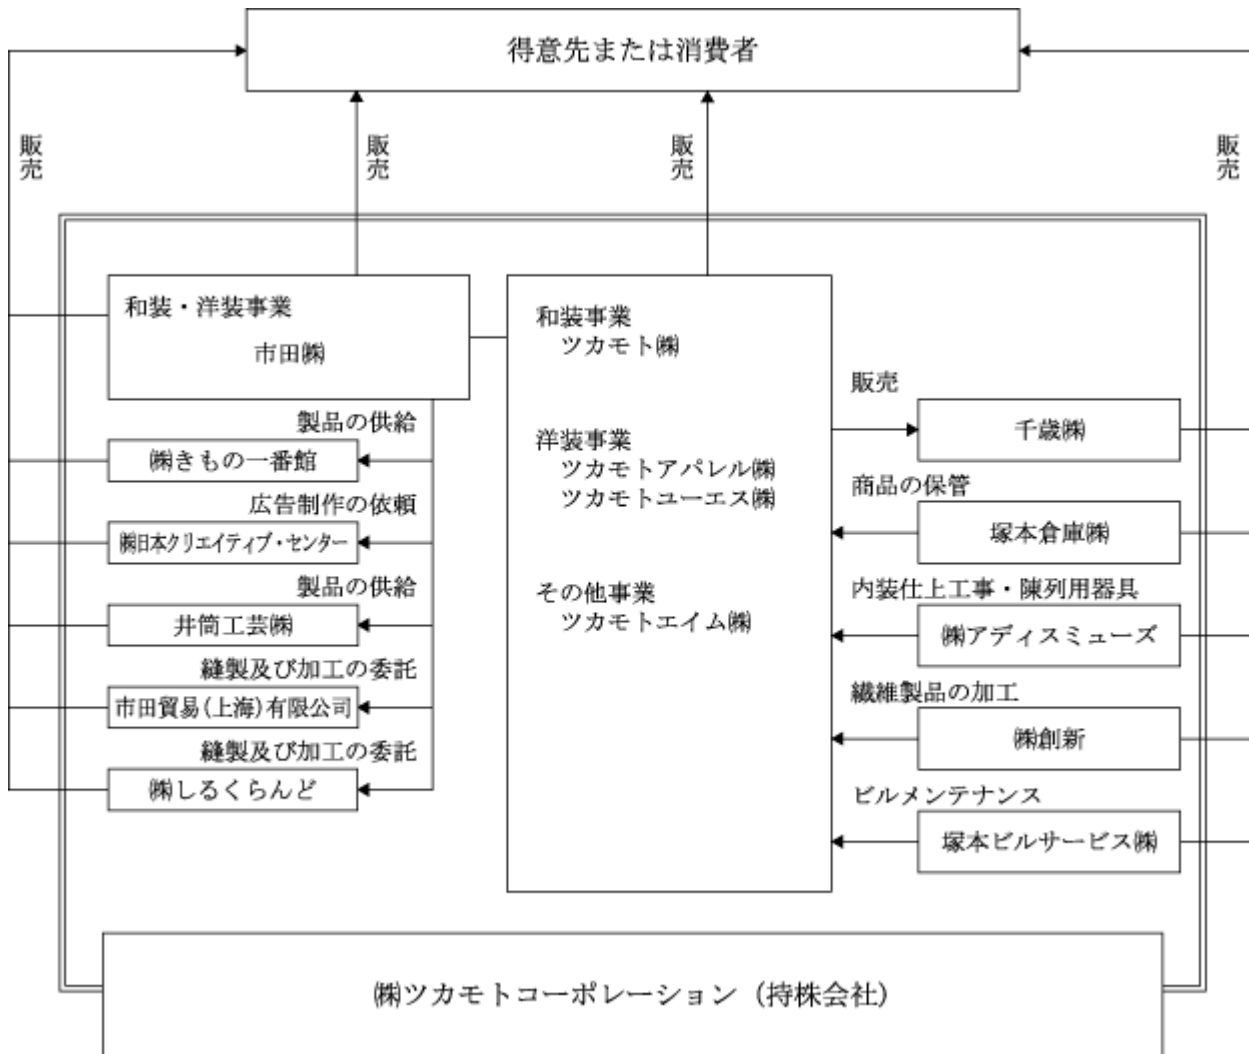 得意先または消費者
販売
販売
販売
販売
和装・洋装事業
市田㈱
製品の供給
㈱きもの一番館
広告制作の依頼
㈱日本クリエイティブ・センター
製品の供給
井筒工芸㈱
縫製及び加工の委託
市田貿易(上海)有限公司
縫製及び加工の委託
㈱しるくらんど
和装事業
ツカモト㈱
洋装事業
ツカモトアパレル㈱
ツカモトユーエス㈱
その他事業
ツカモトエイム㈱
販売
千歳㈱
商品の保管
塚本倉庫㈱
内装仕上工事・陳列用器具
㈱アディスミューズ
繊維製品の加工
㈱創新
ビルメンテナンス
塚本ビルサービス㈱
㈱ツカモトコーポレーション（持株会社）